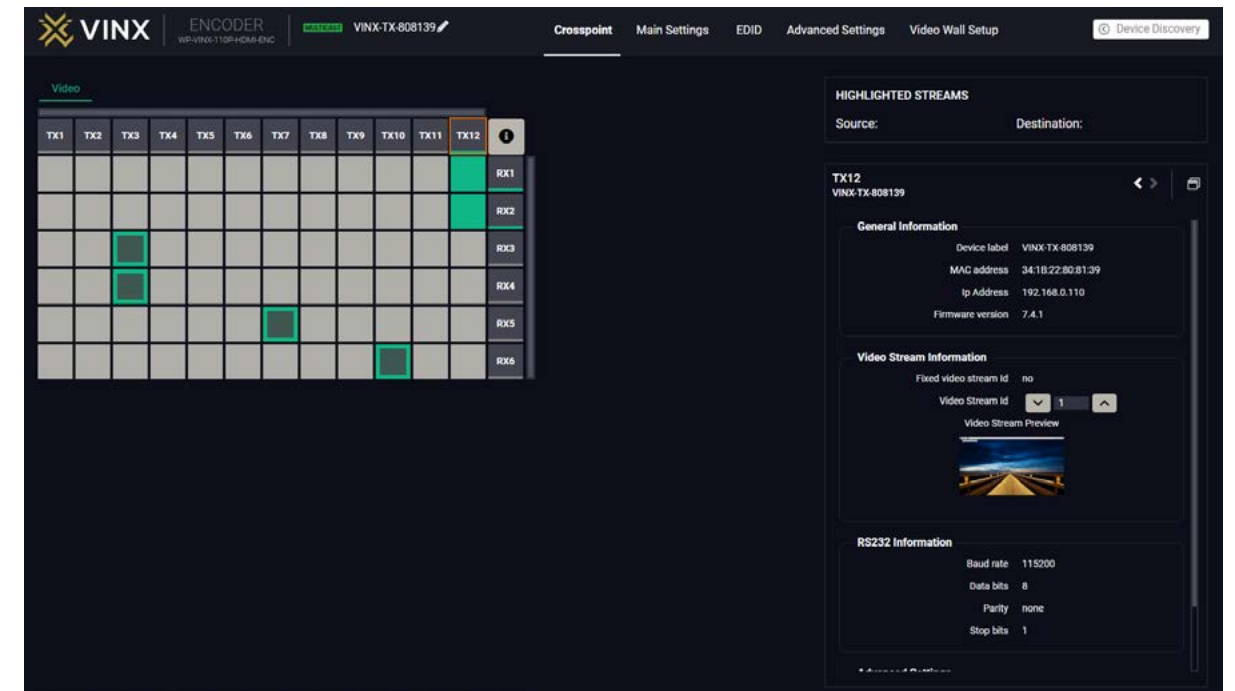 VINX
ENCODER
WP-VINX-110P-HDMI-ENC
MULTICAST
VINX-TX-808139
Crosspoint
Main Settings
EDID
Advanced Settings
Video Wall Setup
Device Discovery
Video
TX1 TX2 TX3 TX4 TX5 TX6 TX7 TX8 TX9 TX10 TX11 TX12
RX1
RX2
RX3
RX4
RX5
RX6
HIGHLIGHTED STREAMS
Source: Destination:
TX12
VINX-TX-808139
General Information
Device label VINX-TX-808139
MAC address 34:1B:22:80:81:39
Ip Address 192.168.0.110
Firmware version 7.4.1
Video Stream Information
Fixed video stream Id no
Video Stream Id 1
Video Stream Preview
RS232 Information
Baud rate 115200
Data bits 8
Parity none
Stop bits 1